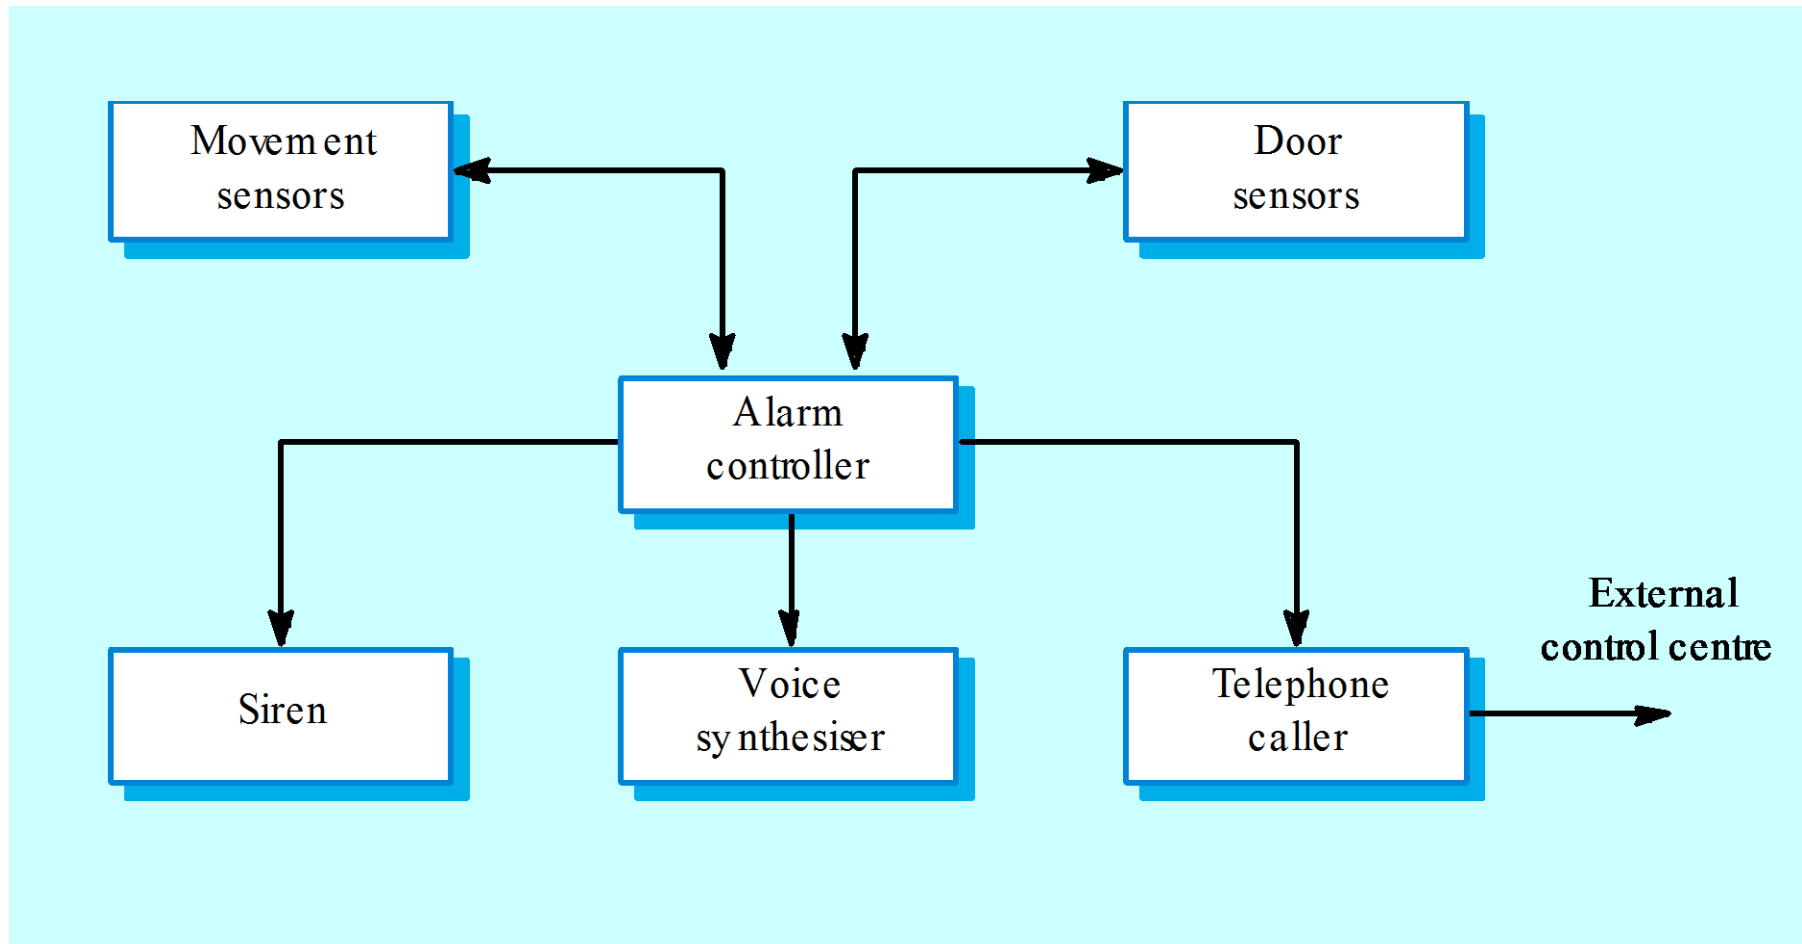 Movement
sensors
Door
sensors
Alarm
controller
Siren
Voice
synthesiser
Telephone
caller
External
control centre